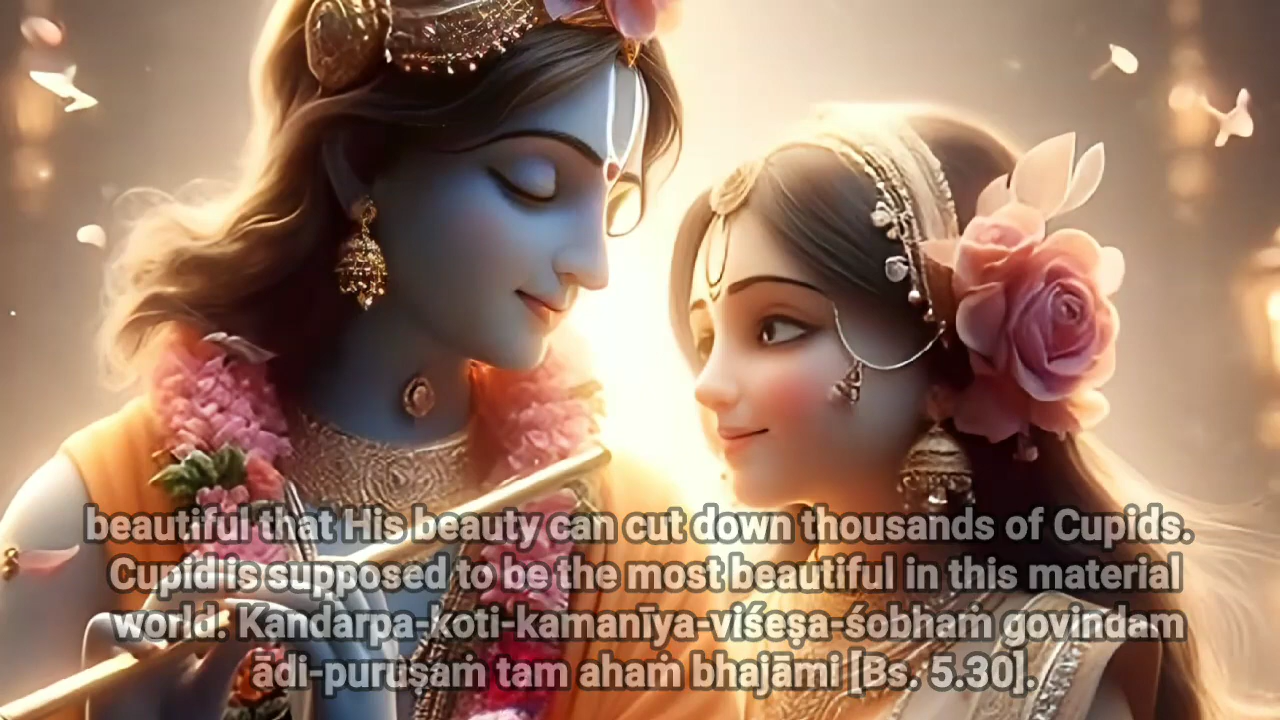 beautiful that His beauty can cut down thousands of Cupids.
Cupid is supposed to be the most beautiful in this material
world. Kandarpa-koti-kamanīya-viśeṣa-śobhaṁ govindam
ādi-puruṣaṁ tam ahaṁ bhajāmi [Bs. 5.30].